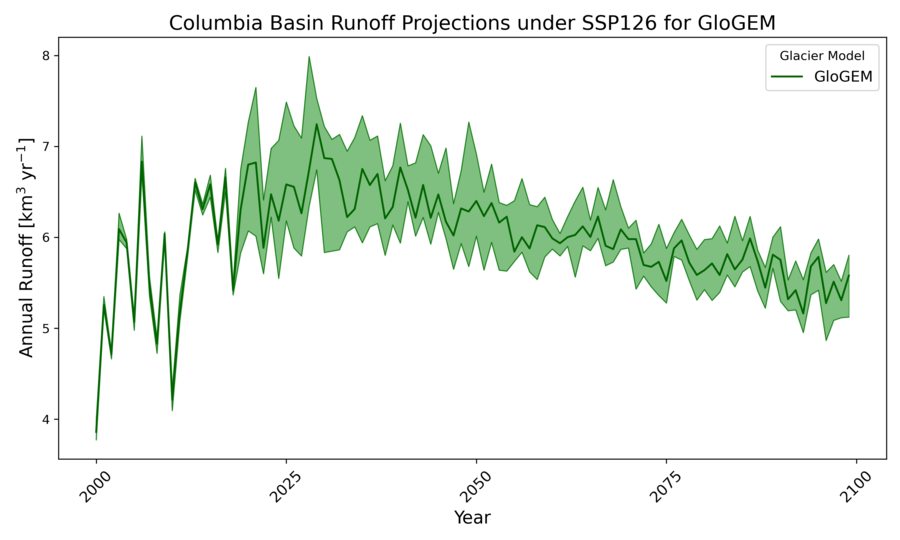 Columbia Basin Runoff Projections under SSP126 for GloGEM
Glacier Model
GloGEM
Annual Runoff [km³ yr⁻¹]
8
7
6
5
4
2000
2025
2050
2075
2100
Year